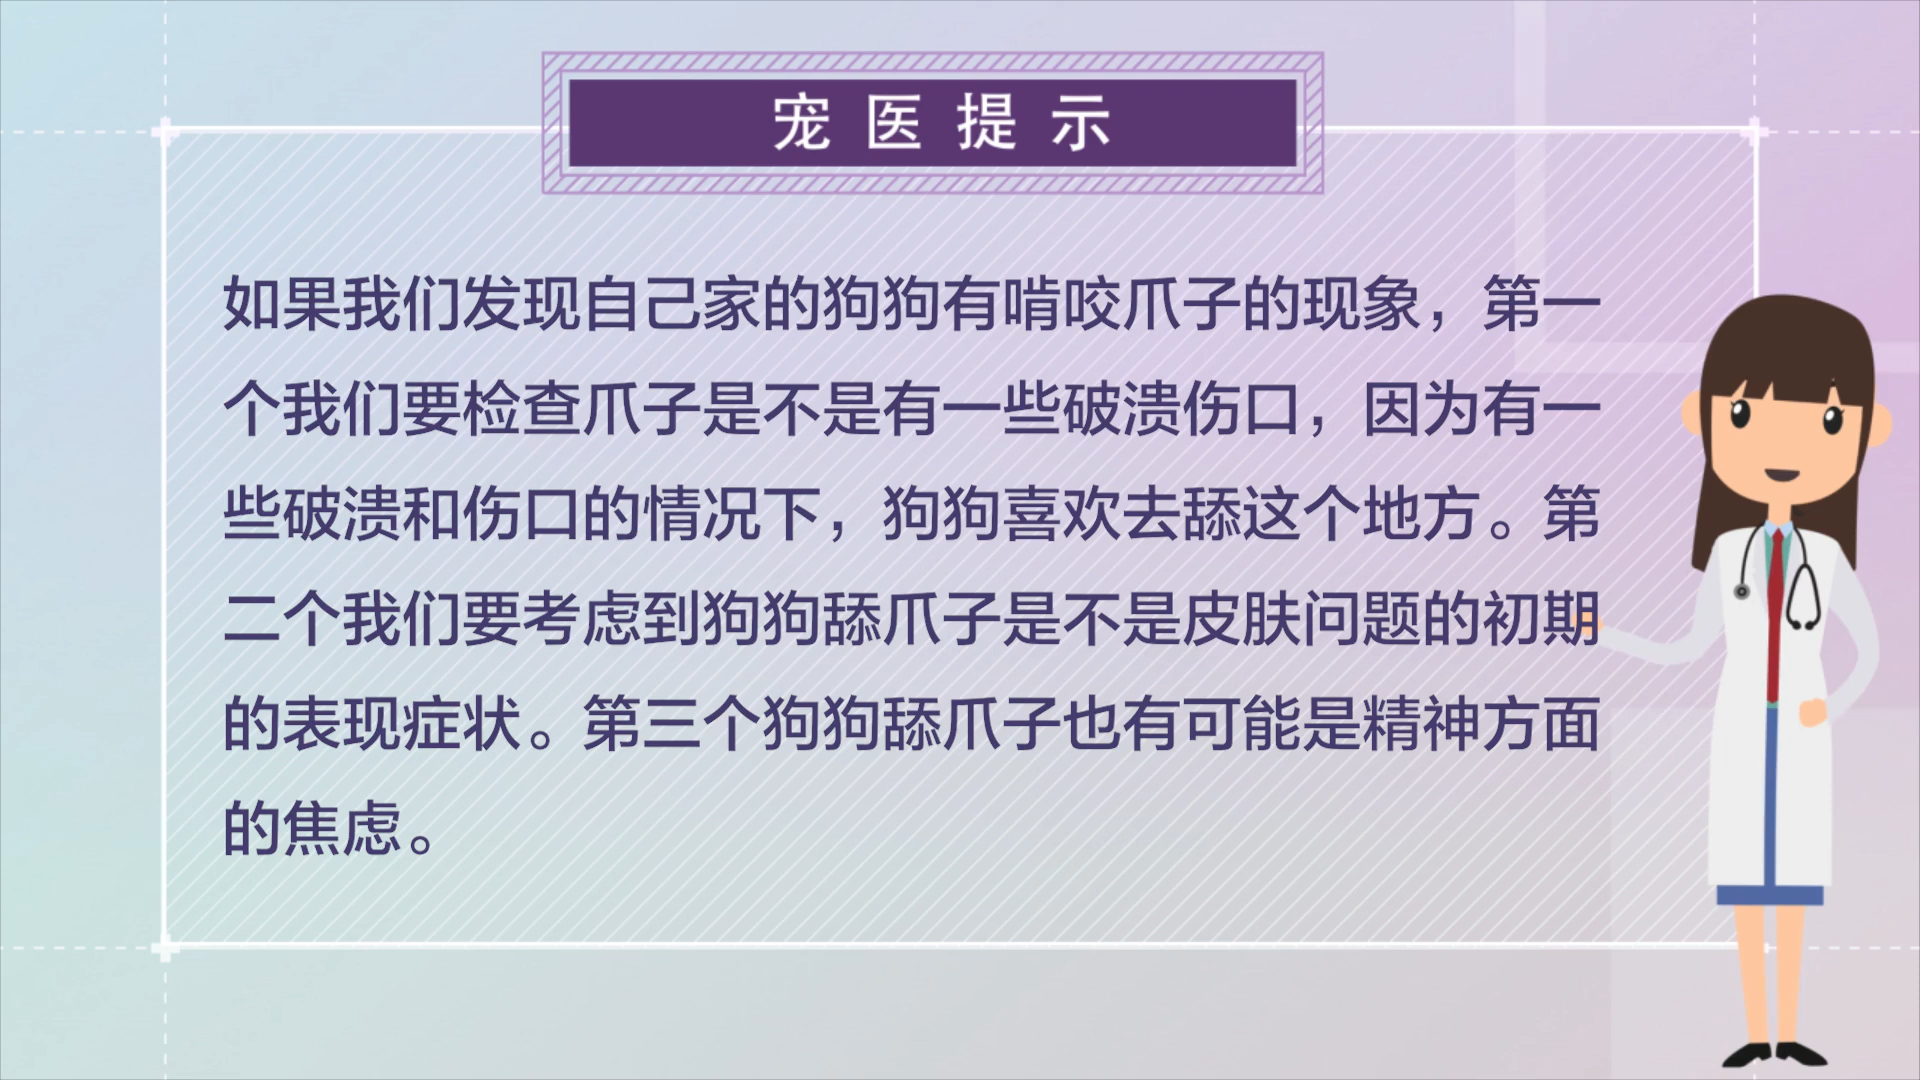 宠医提示
如果我们发现自己家的狗狗有啃咬爪子的现象，第一
个我们要检查爪子是不是有一些破溃伤口，因为有一
些破溃和伤口的情况下，狗狗喜欢去舔这个地方。第
二个我们要考虑到狗狗舔爪子是不是皮肤问题的初期
的表现症状。第三个狗狗舔爪子也有可能是精神方面
的焦虑。